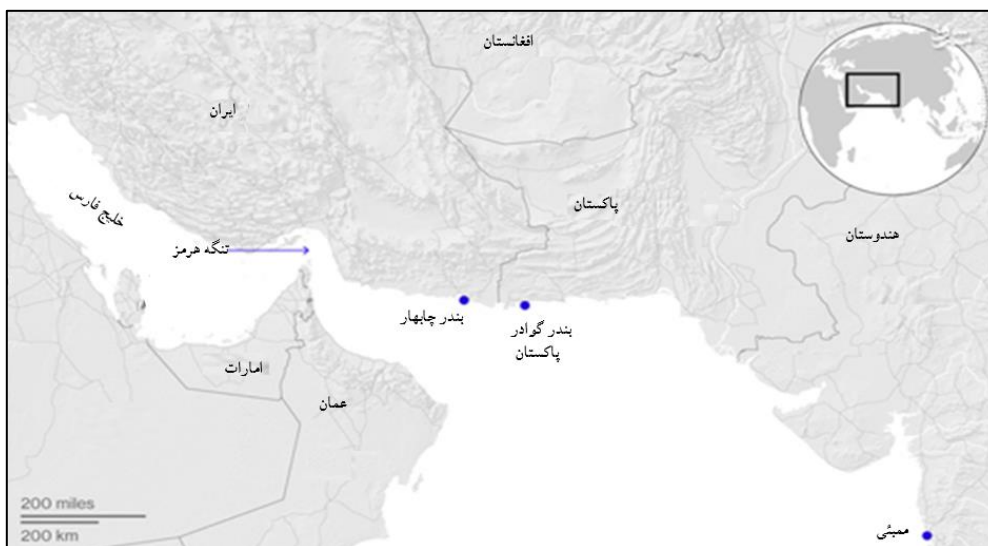 افغانستان
ایران
پاکستان
خلیج فارس
هندوستان
تنگه هرمز
بندر چابهار
بندر گوادر
پاکستان
امارات
عمان
200 miles
200 km
ممبئی